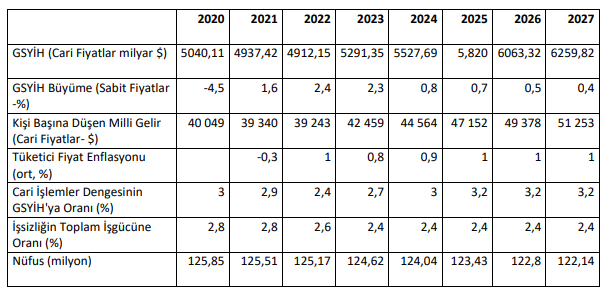 2020 2021 2022 2023 2024 2025 2026 2027
GSYİH (Cari Fiyatlar milyar $) 5040,11 4937,42 4912,15 5291,35 5527,69 5,820 6063,32 6259,82
GSYİH Büyüme (Sabit Fiyatlar -4,5 1,6 2,4 2,3 0,8 0,7 0,5 0,4
-%)
Kişi Başına Düşen Milli Gelir 40 049 39 340 39 243 42 459 44 564 47 152 49 378 51 253
(Cari Fiyatlar- $)
Tüketici Fiyat Enflasyonu -0,3 1 0,8 0,9 1 1 1
(ort, %)
Cari İşlemler Dengesinin 3 2,9 2,4 2,7 3 3,2 3,2 3,2
GSYİH'ya Oranı (%)
İşsizliğin Toplam İşgücüne 2,8 2,8 2,6 2,4 2,4 2,4 2,4 2,4
Oranı (%)
Nüfus (milyon) 125,85 125,51 125,17 124,62 124,04 123,43 122,8 122,14